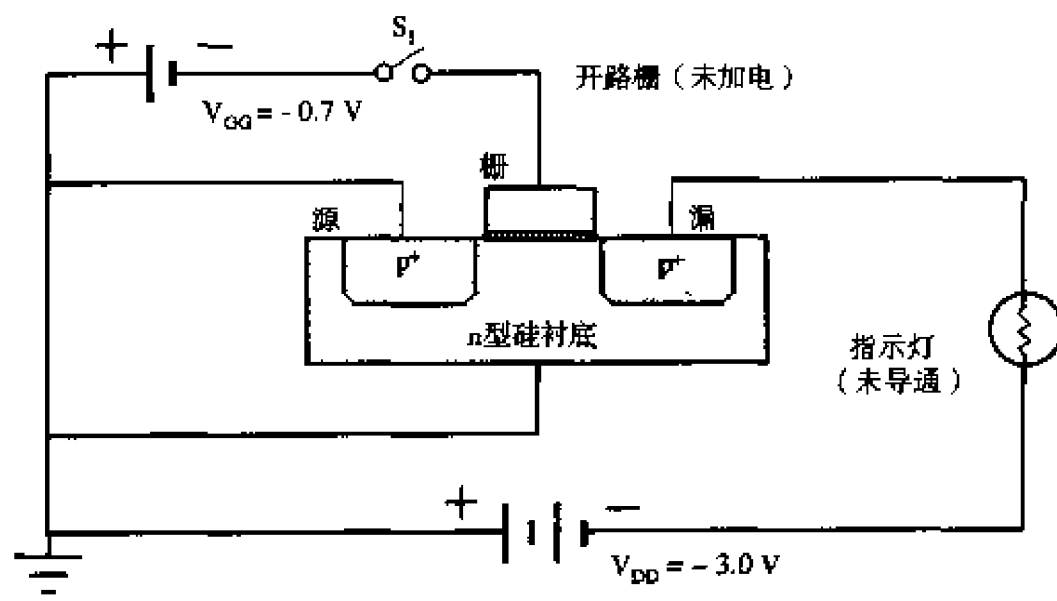 + − S₁
开路栅（未加电）
V_GG = - 0.7 V
栅
源
漏
p⁺
p⁺
n型硅衬底
指示灯
（未导通）
+ −
V_DD = - 3.0 V